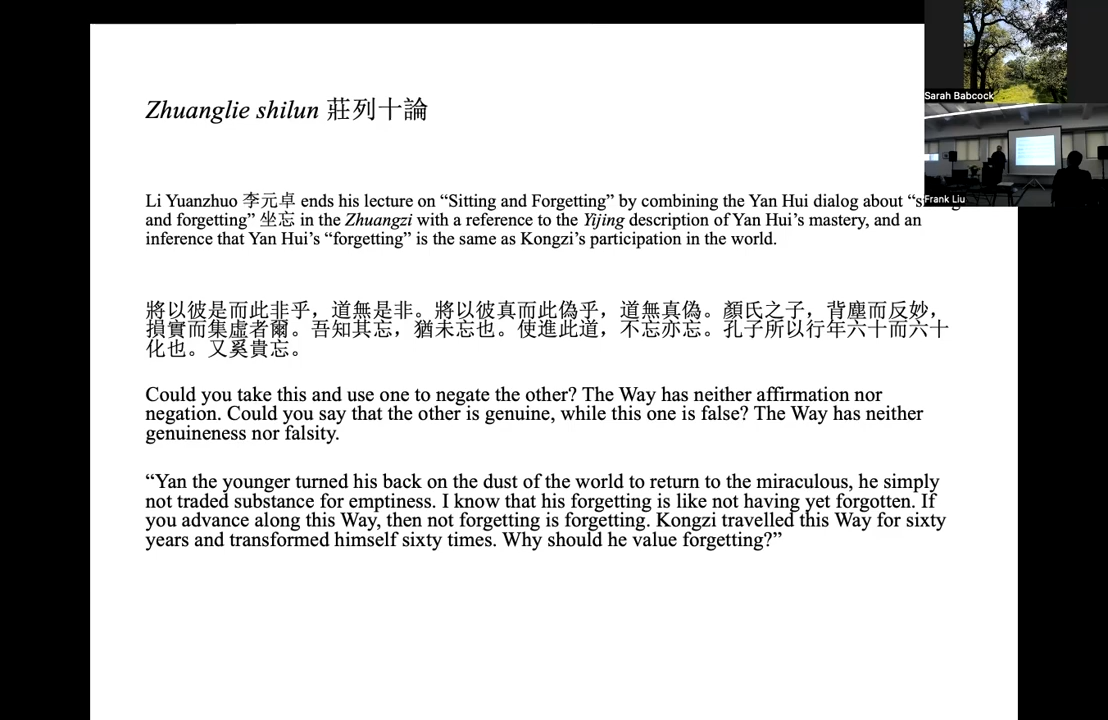 Zhuanglie shilun 莊列十論
Sarah Babcock
Frank Liu
Li Yuanzhuo 李元卓 ends his lecture on “Sitting and Forgetting” by combining the Yan Hui dialog about “s
and forgetting” 坐忘 in the Zhuangzi with a reference to the Yijing description of Yan Hui’s mastery, and an
inference that Yan Hui’s “forgetting” is the same as Kongzi’s participation in the world.
將以彼是而此非乎，道無是非。將以彼真而此偽乎，道無真偽。顏氏之子，背塵而反妙，
損實而集虛者爾。吾知其忘，猶未忘也。使進此道，不忘亦忘。孔子所以行年六十而六十
化也。又奚貴忘。
Could you take this and use one to negate the other? The Way has neither affirmation nor
negation. Could you say that the other is genuine, while this one is false? The Way has neither
genuineness nor falsity.
“Yan the younger turned his back on the dust of the world to return to the miraculous, he simply
not traded substance for emptiness. I know that his forgetting is like not having yet forgotten. If
you advance along this Way, then not forgetting is forgetting. Kongzi travelled this Way for sixty
years and transformed himself sixty times. Why should he value forgetting?”